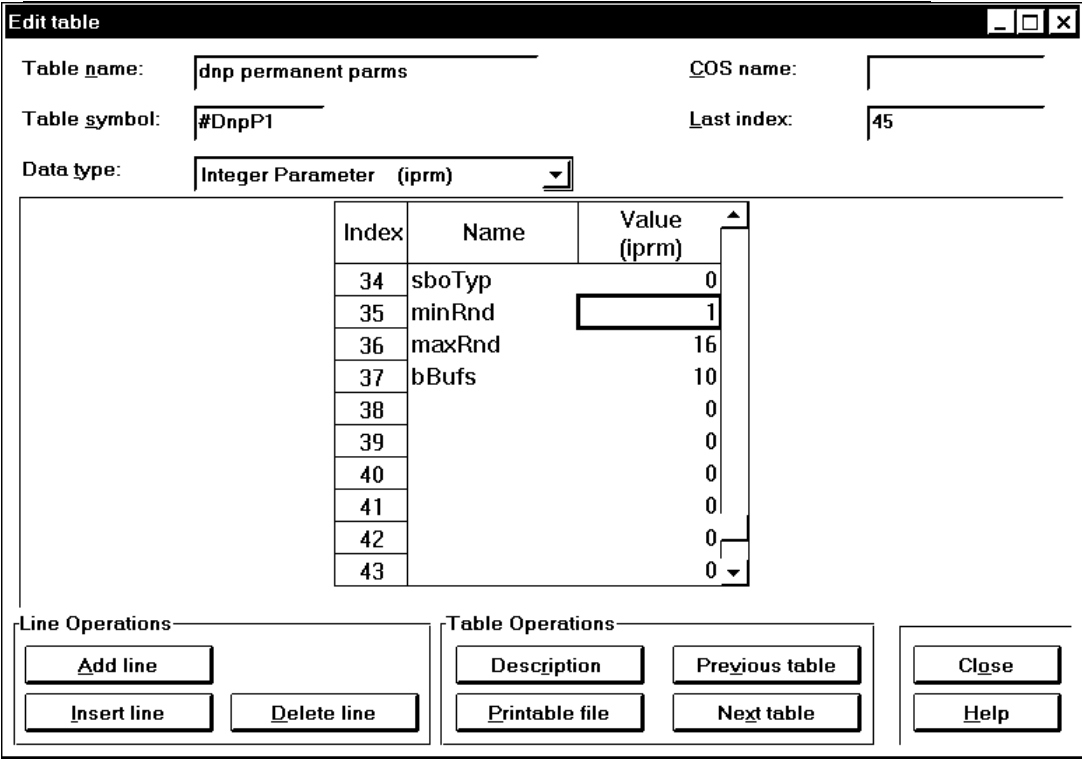 Edit table
Table name: dnp permanent parms COS name:
Table symbol: #DnpP1 Last index: 45
Data type: Integer Parameter (iprm)
Index Name Value (iprm)
34 sboTyp 0
35 minRnd 1
36 maxRnd 16
37 bBufs 10
38 0
39 0
40 0
41 0
42 0
43 0
Line Operations Table Operations
Add line Description Previous table Close
Insert line Delete line Printable file Next table Help